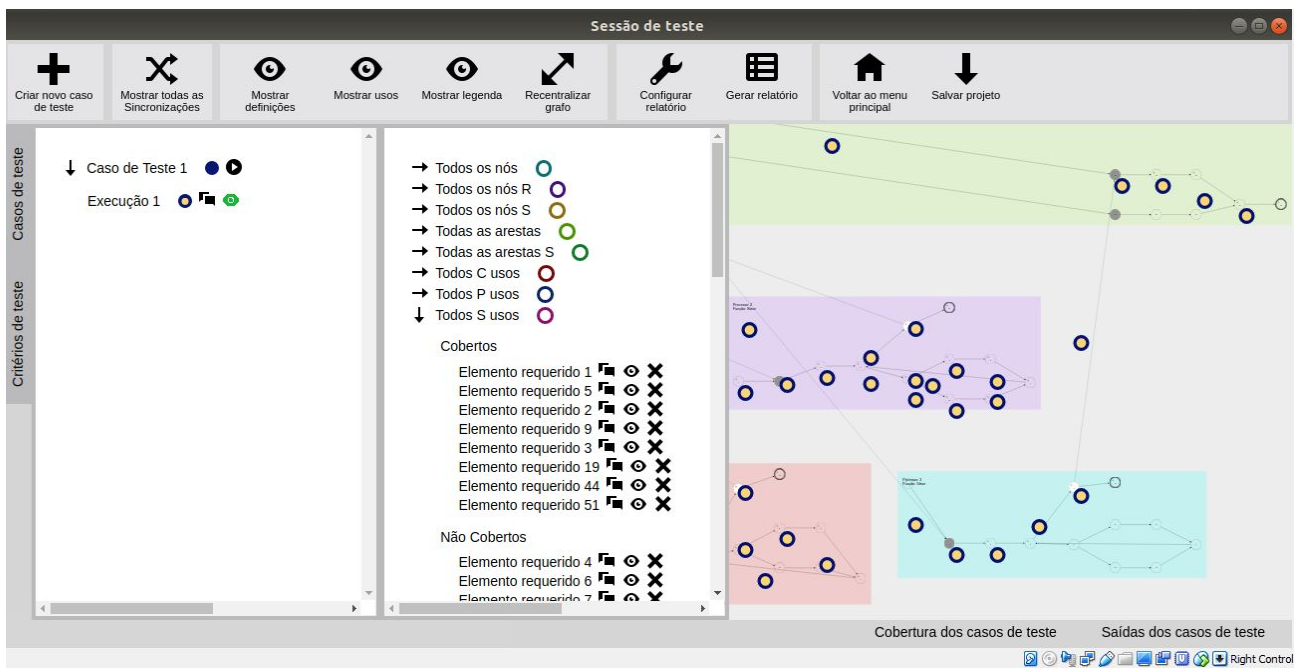 Sessão de teste
Criar novo caso
de teste
Mostrar todas as
Sincronizações
Mostrar
definições
Mostrar usos
Mostrar legenda
Recentralizar
grafo
Configurar
relatório
Gerar relatório
Voltar ao menu
principal
Salvar projeto
Casos de teste
Critérios de teste
Caso de Teste 1
Execução 1
Todos os nós
Todos os nós R
Todos os nós S
Todas as arestas
Todas as arestas S
Todos C usos
Todos P usos
Todos S usos
Cobertos
Elemento requerido 1
Elemento requerido 5
Elemento requerido 2
Elemento requerido 9
Elemento requerido 3
Elemento requerido 19
Elemento requerido 44
Elemento requerido 51
Não Cobertos
Elemento requerido 4
Elemento requerido 6
Elemento requerido 7
Cobertura dos casos de teste
Saídas dos casos de teste
Right Control